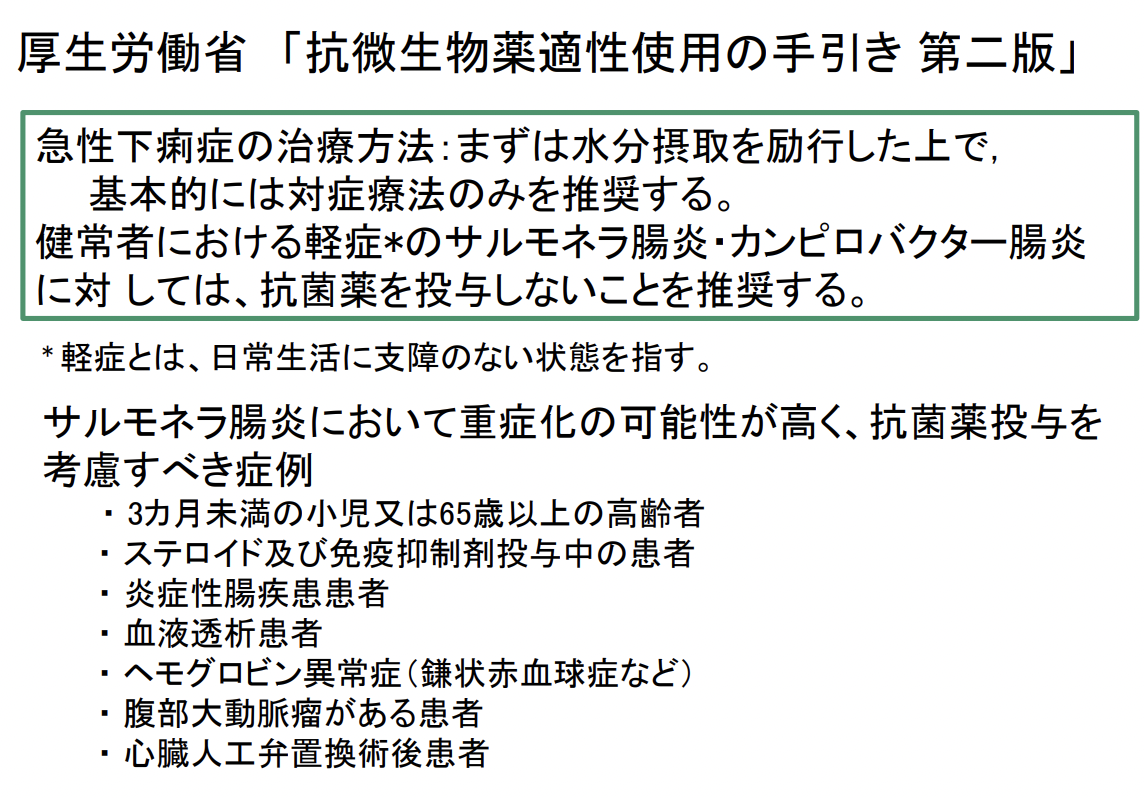 厚生労働省 「抗微生物薬適性使用の手引き 第二版」
急性下痢症の治療方法：まずは水分摂取を励行した上で，
基本的には対症療法のみを推奨する。
健常者における軽症*のサルモネラ腸炎・カンピロバクター腸炎
に対 しては、抗菌薬を投与しないことを推奨する。
* 軽症とは、日常生活に支障のない状態を指す。
サルモネラ腸炎において重症化の可能性が高く、抗菌薬投与を
考慮すべき症例
・ 3カ月未満の小児又は65歳以上の高齢者
・ ステロイド及び免疫抑制剤投与中の患者
・ 炎症性腸疾患患者
・ 血液透析患者
・ ヘモグロビン異常症（鎌状赤血球症など）
・ 腹部大動脈瘤がある患者
・ 心臓人工弁置換術後患者